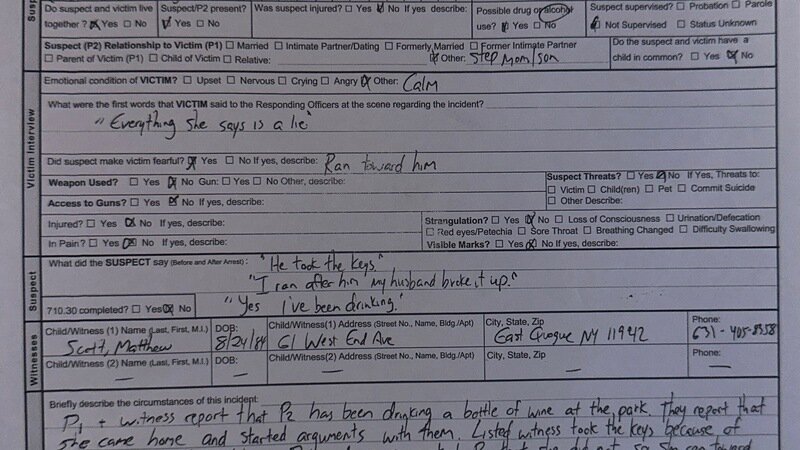 Do suspect and victim live together? ☒ Yes ☐ No
Suspect/P2 present? ☒ Yes ☐ No
Was suspect injured? ☐ Yes ☒ No If yes, describe:
Possible drug or alcohol use? ☒ Yes ☐ No
Suspect supervised? ☐ Probation ☐ Parole
☒ Not Supervised ☐ Status Unknown
Suspect (P2) Relationship to Victim (P1) ☐ Married ☐ Intimate Partner/Dating ☐ Formerly Married ☐ Former Intimate Partner
☐ Parent of Victim (P1) ☐ Child of Victim ☐ Relative: ☒ Other: Step Mom/son
Do the suspect and victim have a child in common? ☐ Yes ☒ No
Victim Interview
Emotional condition of VICTIM? ☐ Upset ☐ Nervous ☐ Crying ☐ Angry ☒ Other: Calm
What were the first words that VICTIM said to the Responding Officers at the scene regarding the incident?
"Everything she says is a lie"
Did suspect make victim fearful? ☒ Yes ☐ No If yes, describe: Ran toward him
Weapon Used? ☐ Yes ☒ No Gun: ☐ Yes ☐ No Other, describe:
Access to Guns? ☐ Yes ☒ No If yes, describe:
Suspect Threats? ☐ Yes ☒ No If Yes, Threats to:
☐ Victim ☐ Child(ren) ☐ Pet ☐ Commit Suicide
☐ Other Describe:
Injured? ☐ Yes ☒ No If yes, describe:
In Pain? ☐ Yes ☒ No If yes, describe:
Strangulation? ☐ Yes ☒ No ☐ Loss of Consciousness ☐ Urination/Defecation
☐ Red eyes/Petechia ☐ Sore Throat ☐ Breathing Changed ☐ Difficulty Swallowing
Visible Marks? ☐ Yes ☒ No If yes, describe:
Suspect
What did the SUSPECT say (Before and After Arrest): "He took the keys"
"I ran after him my husband broke it up."
710.30 completed? ☐ Yes ☒ No "Yes i've been drinking."
Witnesses
Child/Witness (1) Name (Last, First, M.I.) DOB: Child/Witness(1) Address (Street No., Name, Bldg./Apt) City, State, Zip Phone:
Scott, Matthew 8/24/84 61 West End Ave East Quogue NY 11942 631-405-8358
Child/Witness (2) Name (Last, First, M.I.) DOB: Child/Witness(2) Address (Street No., Name, Bldg./Apt) City, State, Zip Phone:
— — — — —
Briefly describe the circumstances of this incident:
P1 + witness report that P2 has been drinking a bottle of wine at the park. They report that
she came home and started arguments with them. Listed witness took the keys because of